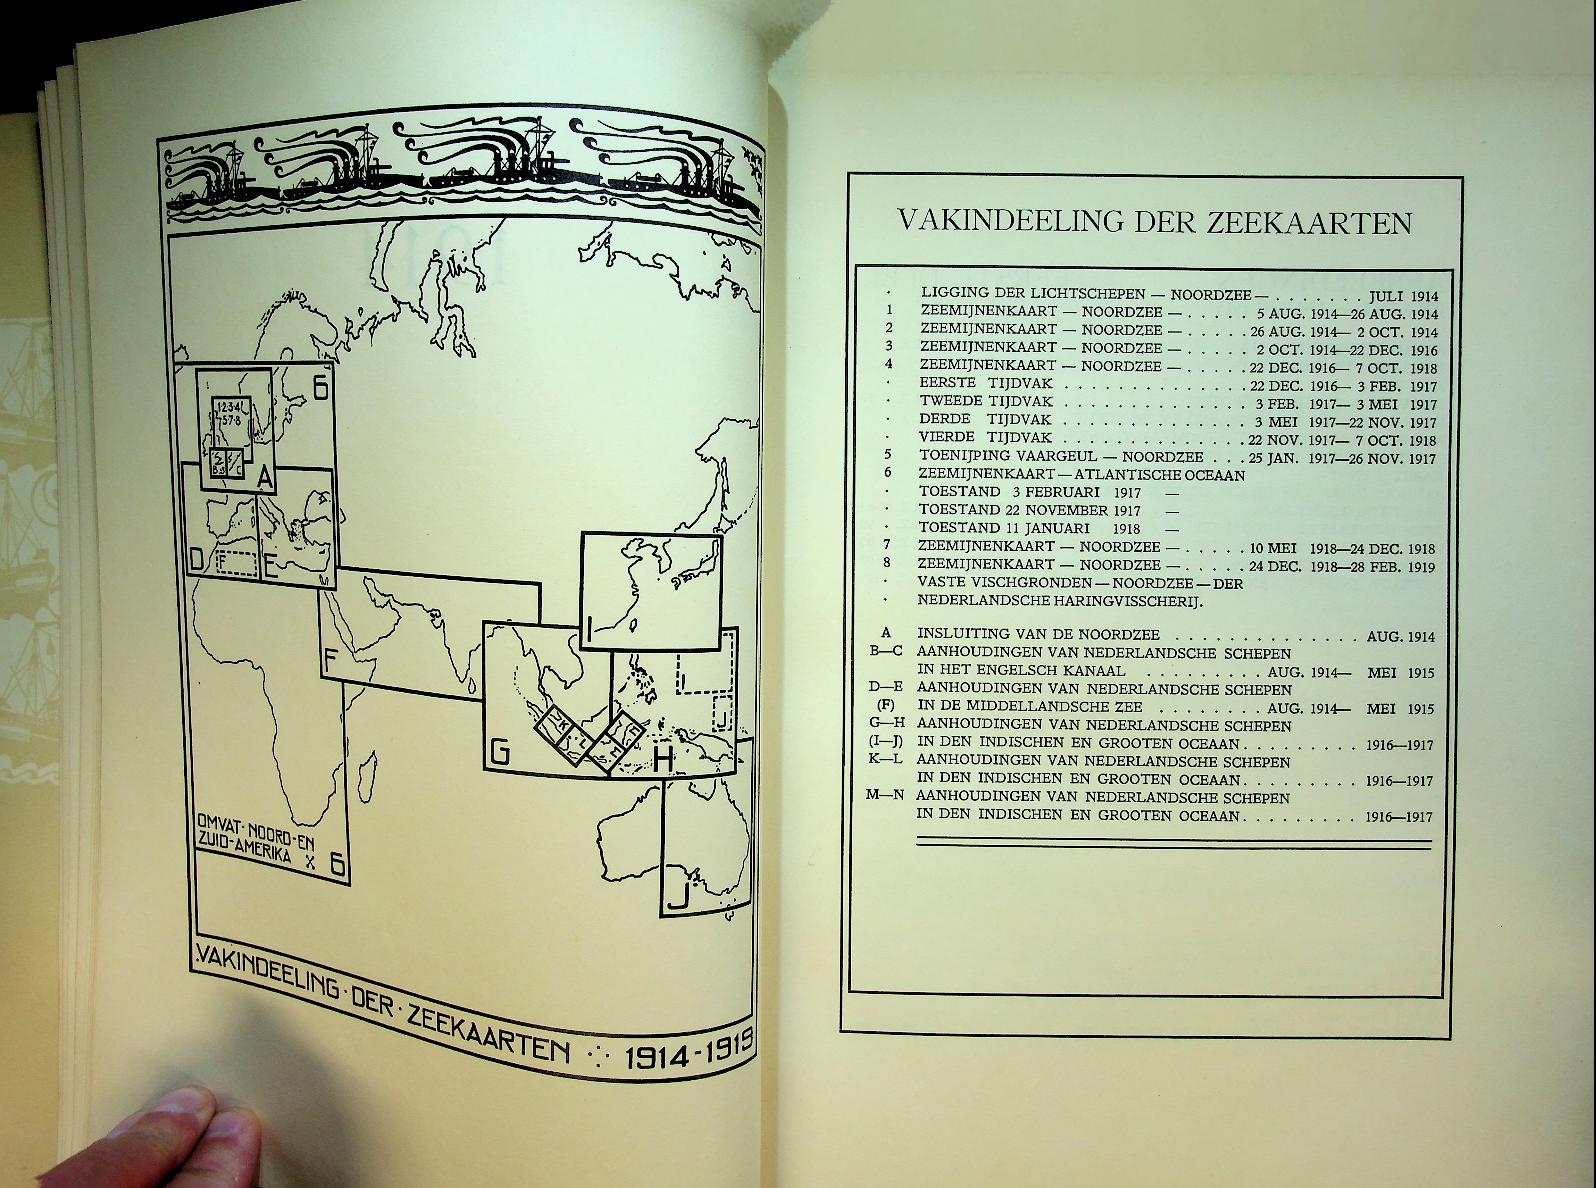 6
1·2·3·4
5·7·8
B
C
A
D
F
E
F
I
I
J
K
L
M
N
G
H
J
OMVAT·NOORD-EN
ZUID-AMERIKA X
6
VAKINDEELING·DER·ZEEKAARTEN 1914-1919
VAKINDEELING DER ZEEKAARTEN
· LIGGING DER LICHTSCHEPEN — NOORDZEE — . . . . . . . JULI 1914
1 ZEEMIJNENKAART — NOORDZEE — . . . . . 5 AUG. 1914—26 AUG. 1914
2 ZEEMIJNENKAART — NOORDZEE — . . . . . 26 AUG. 1914— 2 OCT. 1914
3 ZEEMIJNENKAART — NOORDZEE — . . . . . 2 OCT. 1914—22 DEC. 1916
4 ZEEMIJNENKAART — NOORDZEE — . . . . . 22 DEC. 1916— 7 OCT. 1918
· EERSTE TIJDVAK . . . . . . . . . . . . . . 22 DEC. 1916— 3 FEB. 1917
· TWEEDE TIJDVAK . . . . . . . . . . . . . . 3 FEB. 1917— 3 MEI 1917
· DERDE TIJDVAK . . . . . . . . . . . . . . 3 MEI 1917—22 NOV. 1917
· VIERDE TIJDVAK . . . . . . . . . . . . . . 22 NOV. 1917— 7 OCT. 1918
5 TOENIJPING VAARGEUL — NOORDZEE . . . 25 JAN. 1917—26 NOV. 1917
6 ZEEMIJNENKAART — ATLANTISCHE OCEAAN
· TOESTAND 3 FEBRUARI 1917 —
· TOESTAND 22 NOVEMBER 1917 —
· TOESTAND 11 JANUARI 1918 —
7 ZEEMIJNENKAART — NOORDZEE — . . . . . 10 MEI 1918—24 DEC. 1918
8 ZEEMIJNENKAART — NOORDZEE — . . . . . 24 DEC. 1918—28 FEB. 1919
· VASTE VISCHGRONDEN — NOORDZEE — DER
· NEDERLANDSCHE HARINGVISSCHERIJ.
A INSLUITING VAN DE NOORDZEE . . . . . . . . . . . . . . AUG. 1914
B—C AANHOUDINGEN VAN NEDERLANDSCHE SCHEPEN
IN HET ENGELSCH KANAAL . . . . . . . . . AUG. 1914— MEI 1915
D—E AANHOUDINGEN VAN NEDERLANDSCHE SCHEPEN
(F) IN DE MIDDELLANDSCHE ZEE . . . . . . . . AUG. 1914— MEI 1915
G—H AANHOUDINGEN VAN NEDERLANDSCHE SCHEPEN
(I—J) IN DEN INDISCHEN EN GROOTEN OCEAAN . . . . . . . . . 1916—1917
K—L AANHOUDINGEN VAN NEDERLANDSCHE SCHEPEN
IN DEN INDISCHEN EN GROOTEN OCEAAN . . . . . . . . . 1916—1917
M—N AANHOUDINGEN VAN NEDERLANDSCHE SCHEPEN
IN DEN INDISCHEN EN GROOTEN OCEAAN . . . . . . . . . 1916—1917